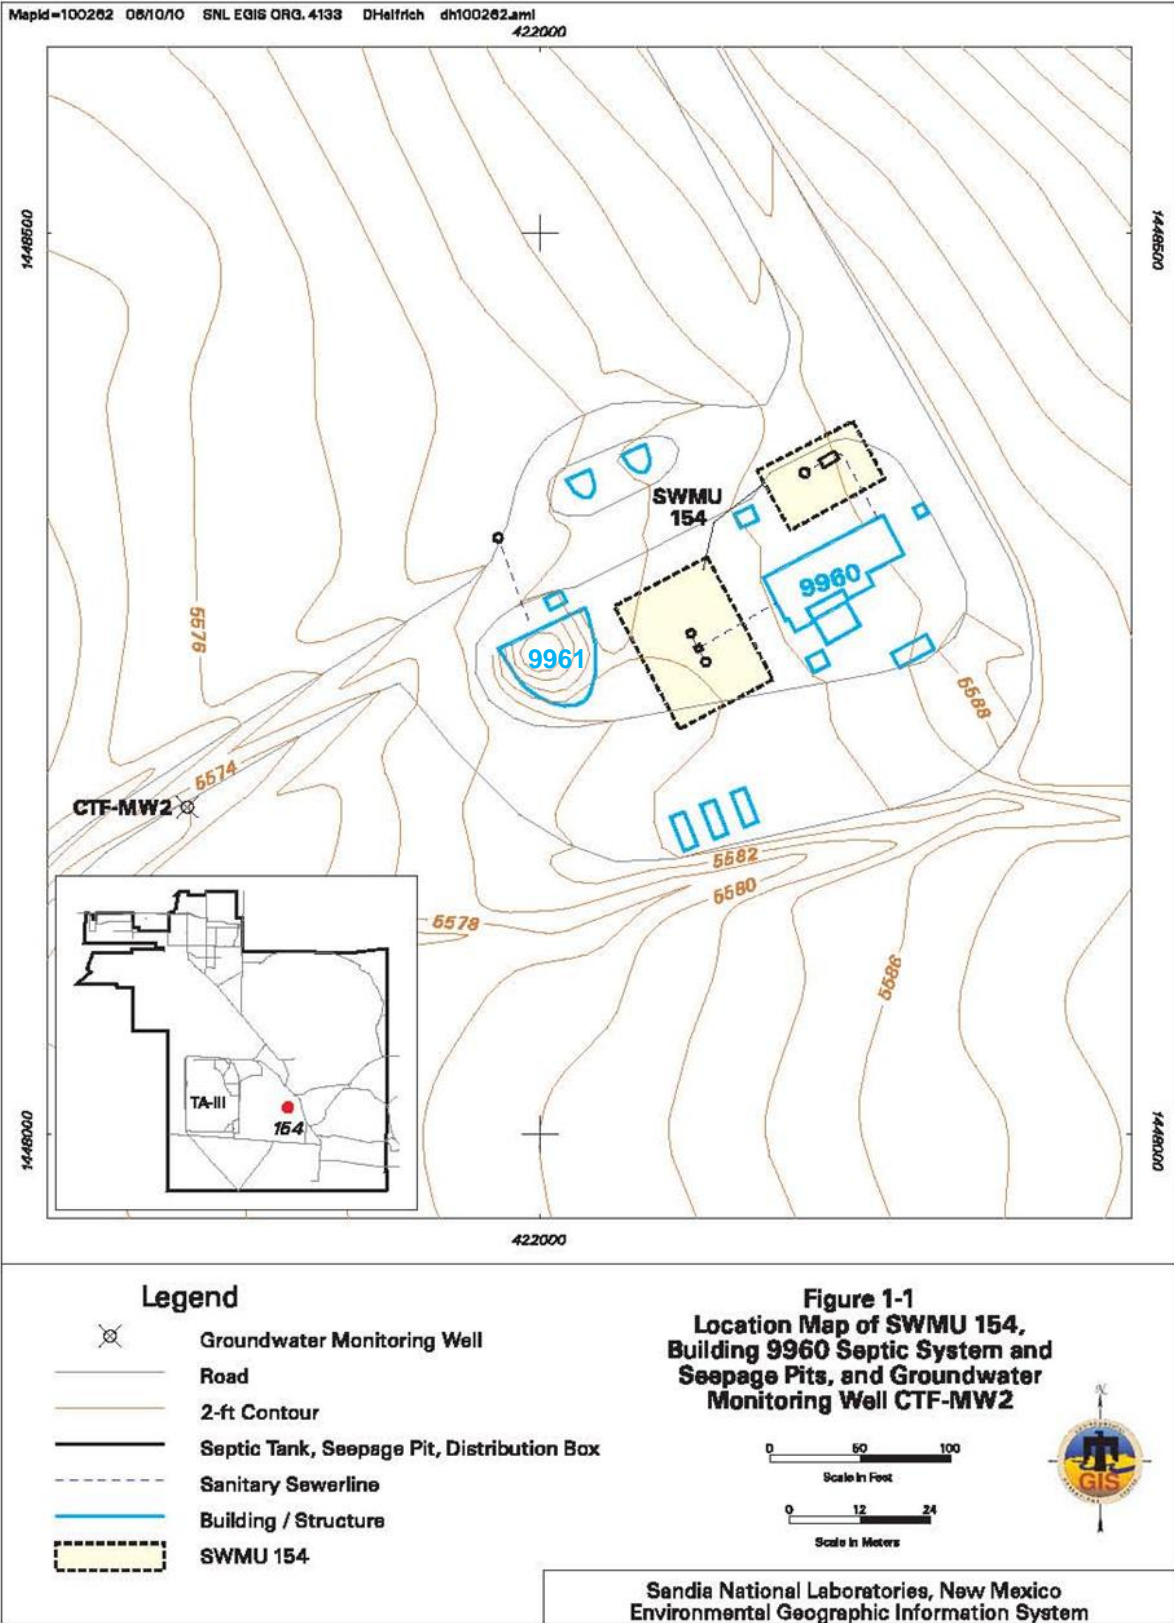 MapId=100262 08/10/10 SNL EGIS ORG. 4133 DHelfrich dh100262.aml
422000
1448500
1448500
SWMU
154
9960
9961
5576
5588
5574
CTF-MW2
5582
5580
5578
5586
TA-III
154
1448000
1448000
422000
Legend
Groundwater Monitoring Well
Road
2-ft Contour
Septic Tank, Seepage Pit, Distribution Box
Sanitary Sewerline
Building / Structure
SWMU 154
Figure 1-1
Location Map of SWMU 154,
Building 9960 Septic System and
Seepage Pits, and Groundwater
Monitoring Well CTF-MW2
0 50 100
Scale in Feet
0 12 24
Scale in Meters
N
GIS
Sandia National Laboratories, New Mexico
Environmental Geographic Information System